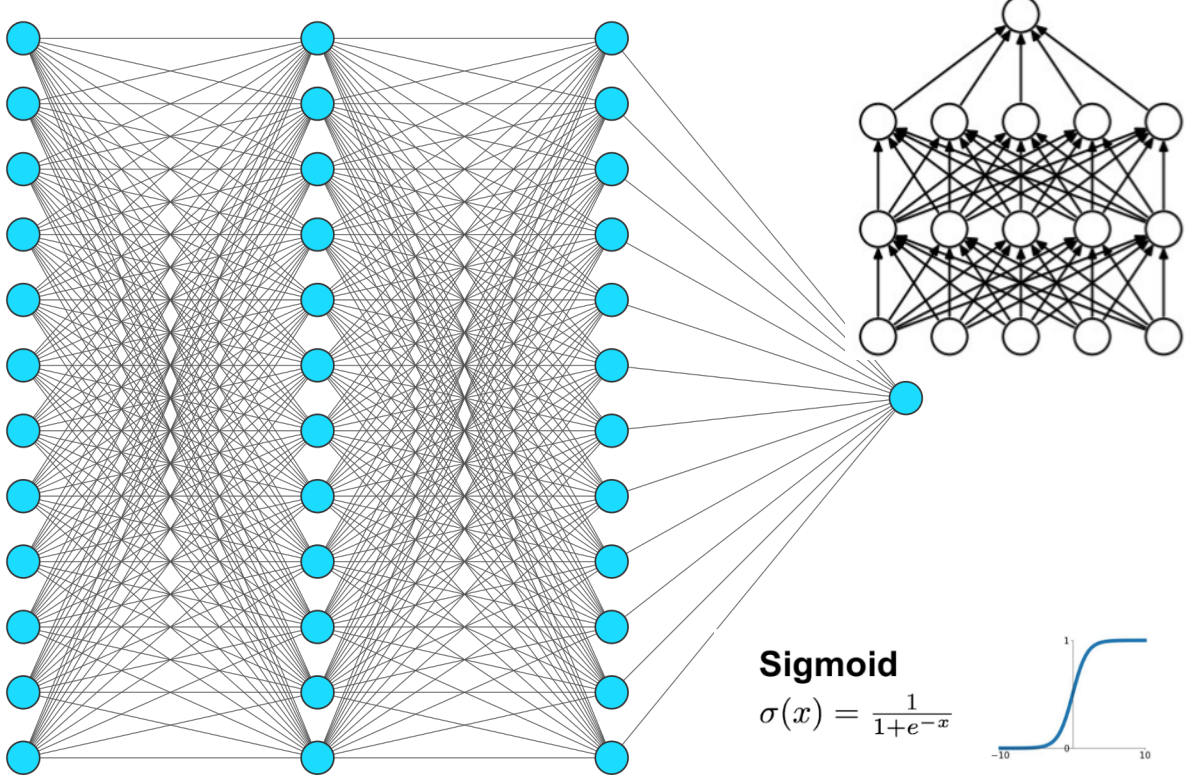 Sigmoid
σ(x) = 1/(1+e^{-x})
1
0
-10
10